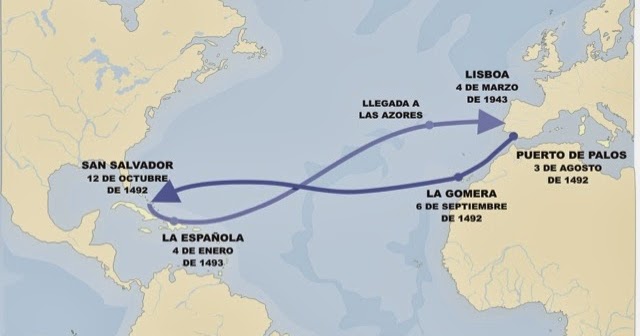 LISBOA
4 DE MARZO
DE 1943
LLEGADA A
LAS AZORES
PUERTO DE PALOS
3 DE AGOSTO
DE 1492
SAN SALVADOR
12 DE OCTUBRE
DE 1492
LA GOMERA
6 DE SEPTIEMBRE
DE 1492
LA ESPAÑOLA
4 DE ENERO
DE 1493